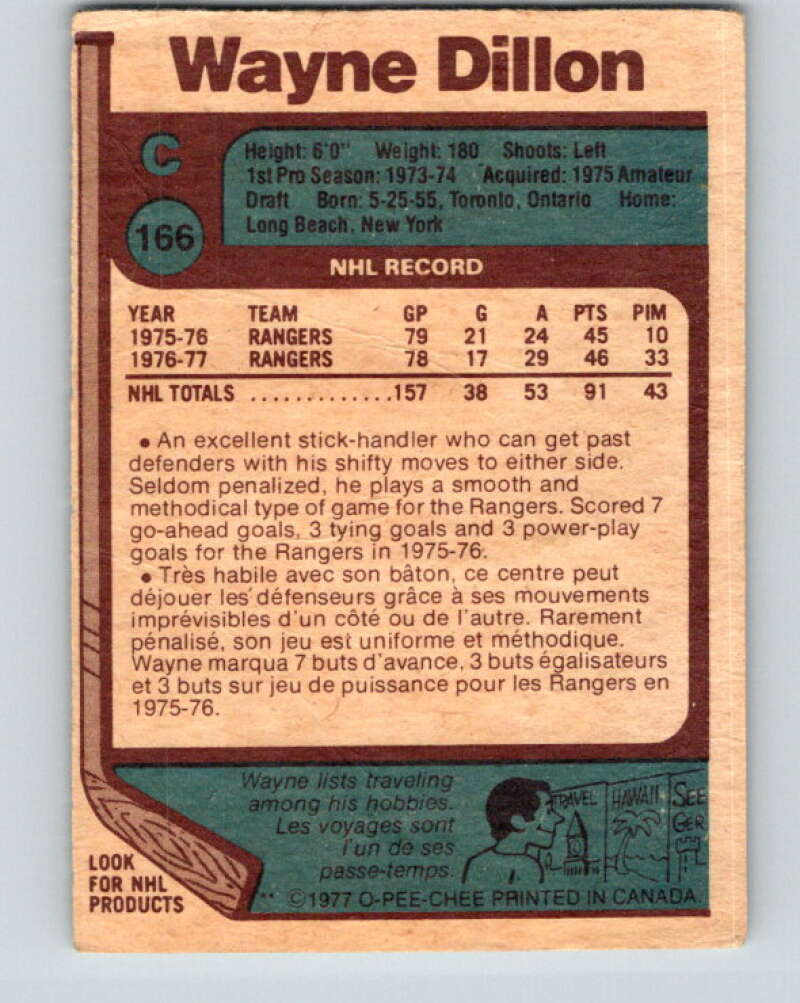 Wayne Dillon
C
166
Height: 6'0" Weight: 180 Shoots: Left
1st Pro Season: 1973-74 Acquired: 1975 Amateur
Draft Born: 5-25-55, Toronto, Ontario Home:
Long Beach, New York
NHL RECORD
YEAR TEAM GP G A PTS PIM
1975-76 RANGERS 79 21 24 45 10
1976-77 RANGERS 78 17 29 46 33
NHL TOTALS .............157 38 53 91 43
• An excellent stick-handler who can get past
defenders with his shifty moves to either side.
Seldom penalized, he plays a smooth and
methodical type of game for the Rangers. Scored 7
go-ahead goals, 3 tying goals and 3 power-play
goals for the Rangers in 1975-76.
• Très habile avec son bâton, ce centre peut
déjouer les défenseurs grâce à ses mouvements
imprévisibles d'un côté ou de l'autre. Rarement
pénalisé, son jeu est uniforme et méthodique.
Wayne marqua 7 buts d'avance, 3 buts égalisateurs
et 3 buts sur jeu de puissance pour les Rangers en
1975-76.
Wayne lists traveling
among his hobbies.
Les voyages sont
l'un de ses
passe-temps.
TRAVEL
HAWAII
SEE
GER
LOOK
FOR NHL
PRODUCTS
** ©1977 O-PEE-CHEE PRINTED IN CANADA.